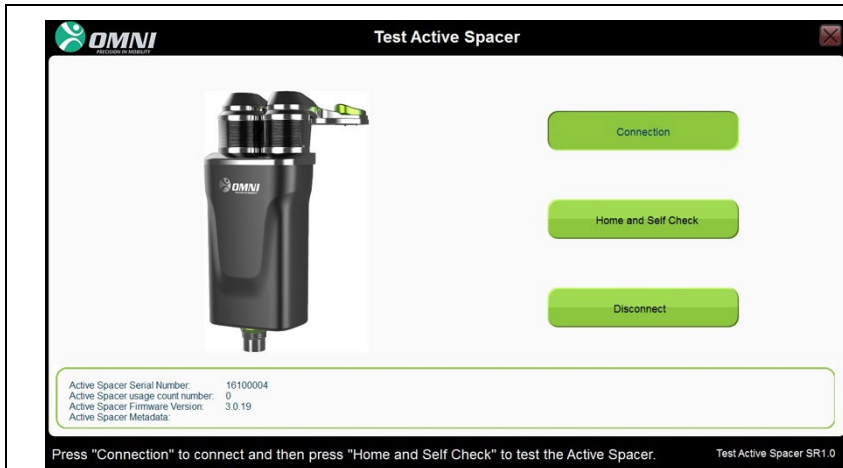 OMNI
PRECISION IN MOBILITY
Test Active Spacer
Connection
OMNI
Home and Self Check
Disconnect
Active Spacer Serial Number: 16100004
Active Spacer usage count number: 0
Active Spacer Firmware Version: 3.0.19
Active Spacer Metadata:
Press "Connection" to connect and then press "Home and Self Check" to test the Active Spacer. Test Active Spacer SR1.0